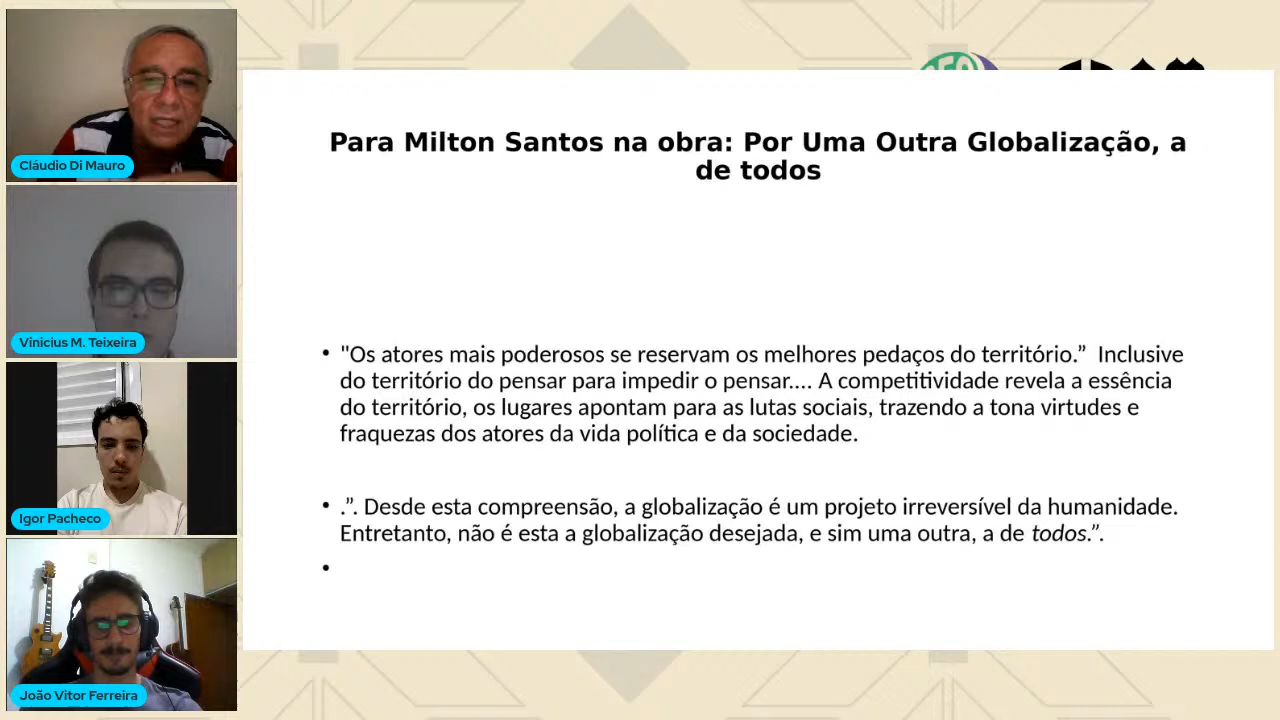 Cláudio Di Mauro
Vinicius M. Teixeira
Igor Pacheco
João Vitor Ferreira
Para Milton Santos na obra: Por Uma Outra Globalização, a
de todos
• "Os atores mais poderosos se reservam os melhores pedaços do território.”  Inclusive
do território do pensar para impedir o pensar.... A competitividade revela a essência
do território, os lugares apontam para as lutas sociais, trazendo a tona virtudes e
fraquezas dos atores da vida política e da sociedade.
• .”. Desde esta compreensão, a globalização é um projeto irreversível da humanidade.
Entretanto, não é esta a globalização desejada, e sim uma outra, a de todos.”.
•